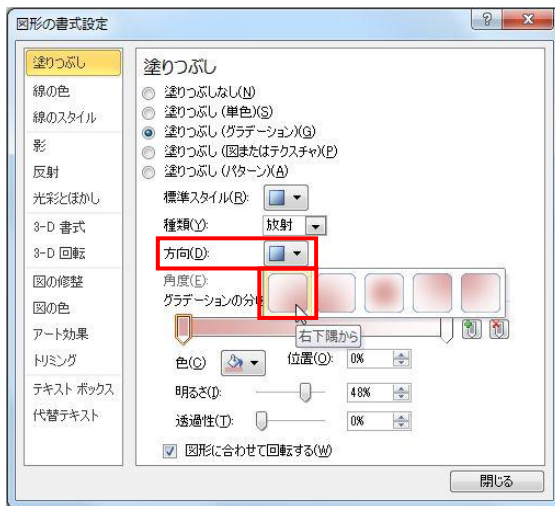 図形の書式設定
塗りつぶし
線の色
線のスタイル
影
反射
光彩とぼかし
3-D 書式
3-D 回転
図の修整
図の色
アート効果
トリミング
テキスト ボックス
代替テキスト
塗りつぶし
塗りつぶしなし(N)
塗りつぶし (単色)(S)
塗りつぶし (グラデーション)(G)
塗りつぶし (図またはテクスチャ)(P)
塗りつぶし (パターン)(A)
標準スタイル(R):
種類(Y): 放射
方向(D):
角度(E):
グラデーションの分
右下隅から
色(C) 位置(O): 0%
明るさ(I): 48%
透過性(T): 0%
図形に合わせて回転する(W)
閉じる